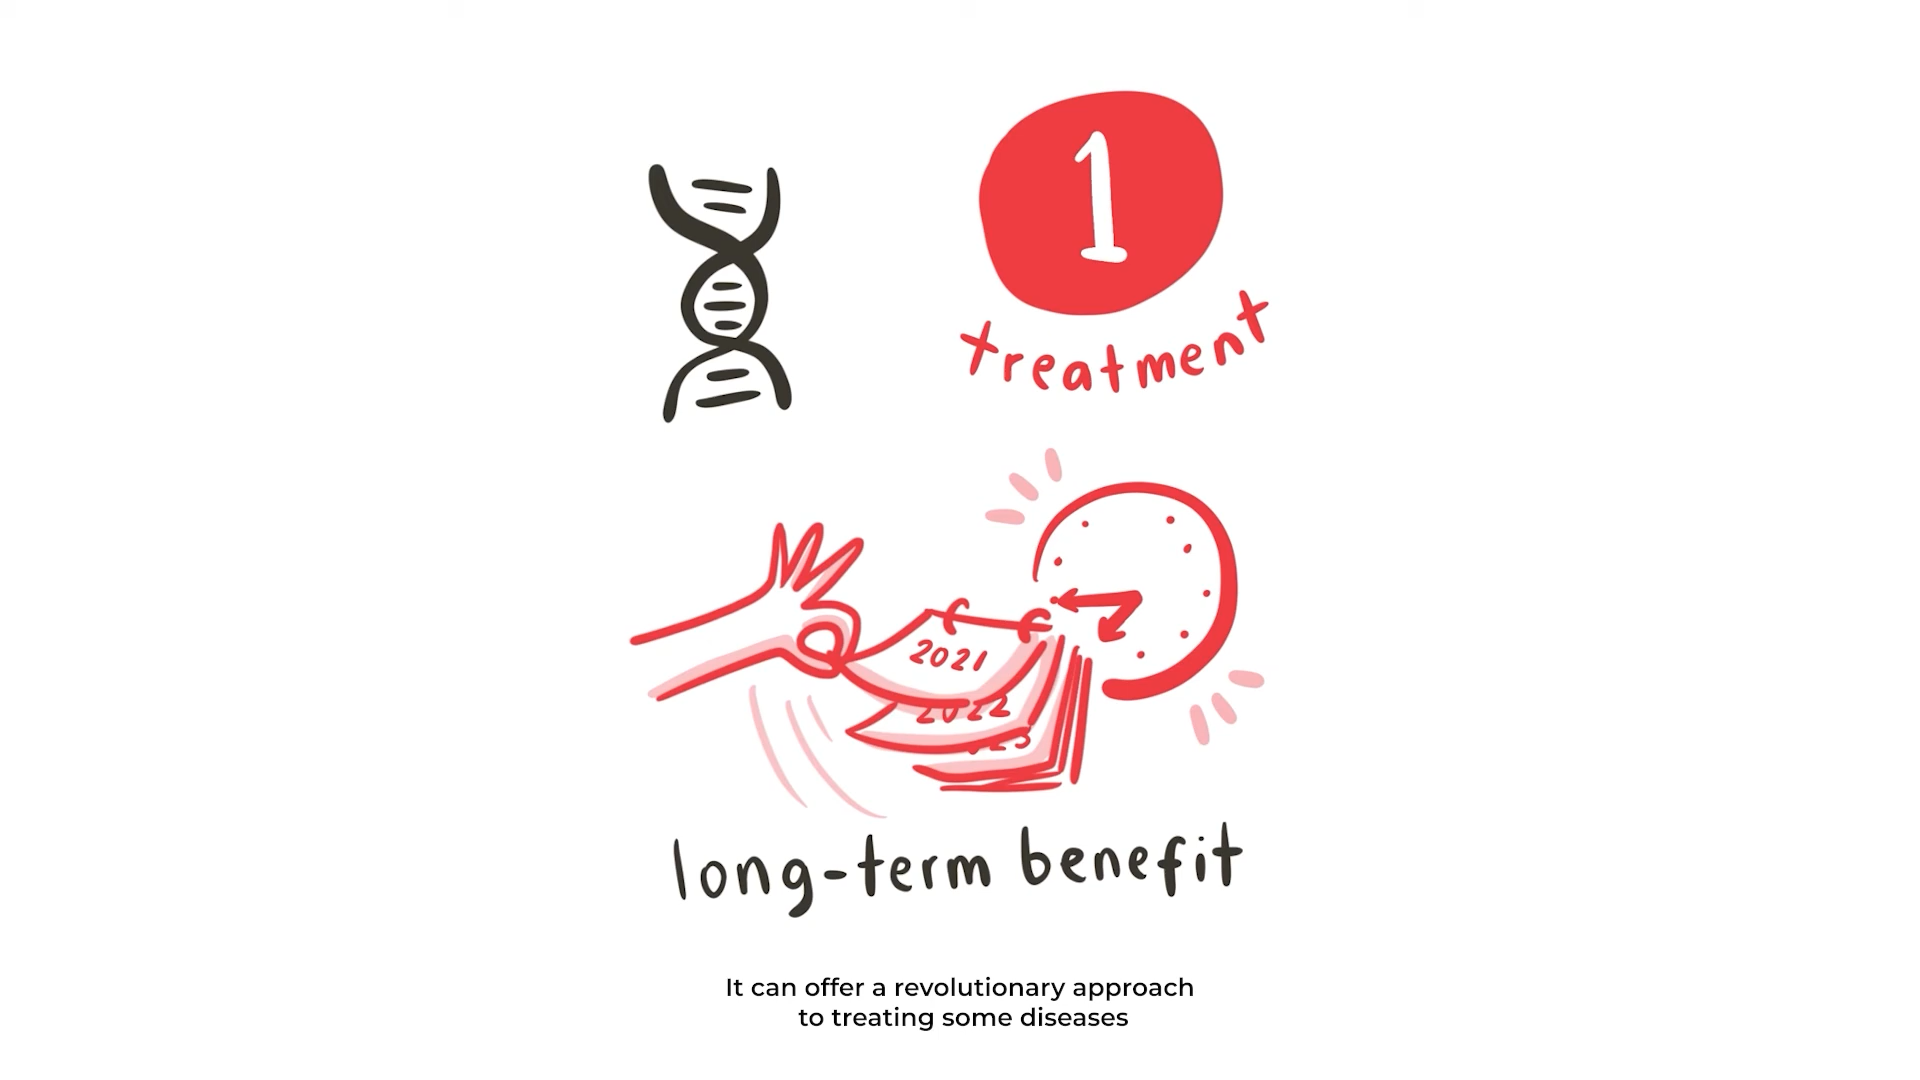 1
treatment
2021
2022
long-term benefit
It can offer a revolutionary approach
to treating some diseases